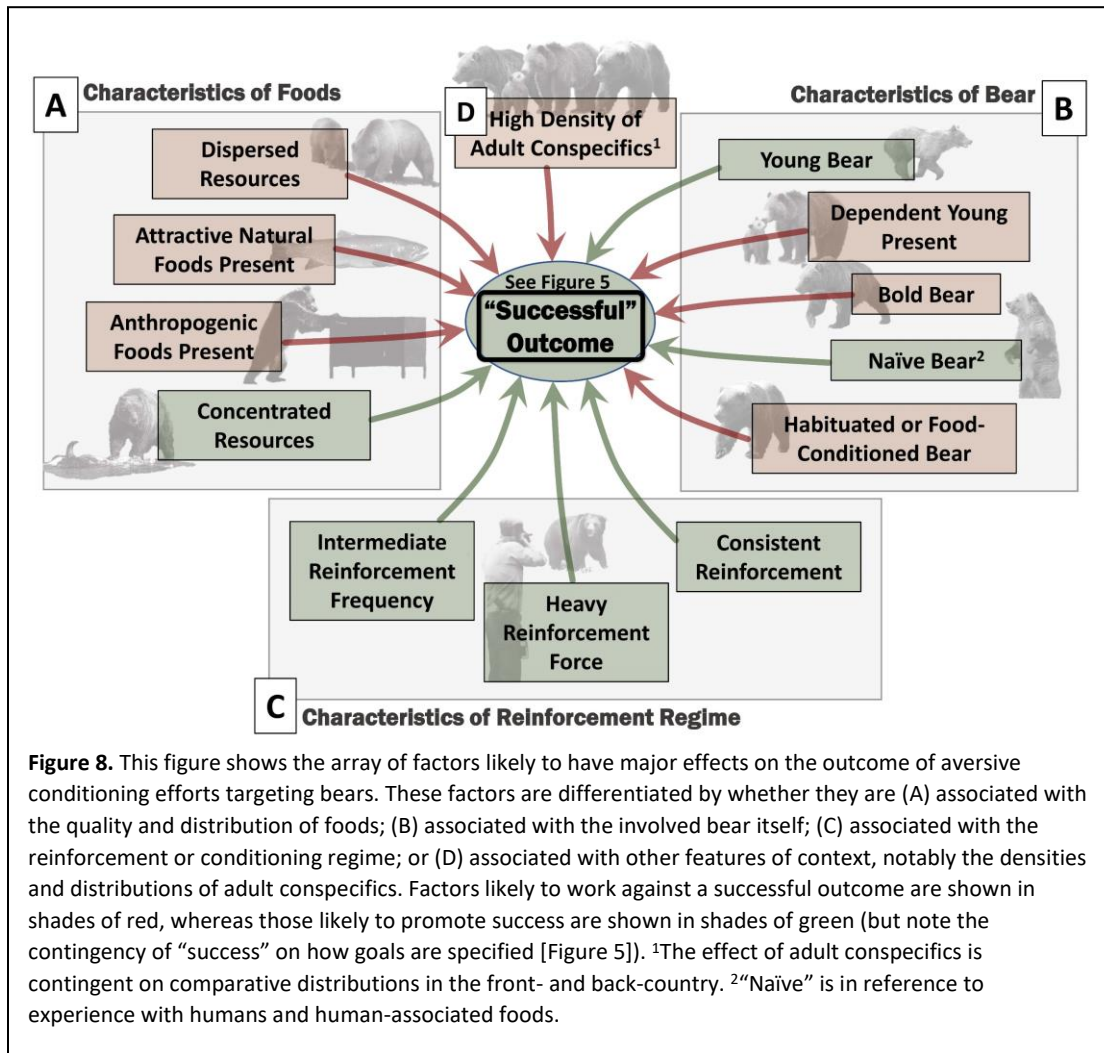 A
Characteristics of Foods
Dispersed
Resources
Attractive Natural
Foods Present
Anthropogenic
Foods Present
Concentrated
Resources
D
High Density of
Adult Conspecifics¹
Characteristics of Bear
B
Young Bear
Dependent Young
Present
Bold Bear
Naïve Bear²
Habituated or Food-
Conditioned Bear
See Figure 5
“Successful”
Outcome
Intermediate
Reinforcement
Frequency
Heavy
Reinforcement
Force
Consistent
Reinforcement
C
Characteristics of Reinforcement Regime
Figure 8. This figure shows the array of factors likely to have major effects on the outcome of aversive
conditioning efforts targeting bears. These factors are differentiated by whether they are (A) associated with
the quality and distribution of foods; (B) associated with the involved bear itself; (C) associated with the
reinforcement or conditioning regime; or (D) associated with other features of context, notably the densities
and distributions of adult conspecifics. Factors likely to work against a successful outcome are shown in
shades of red, whereas those likely to promote success are shown in shades of green (but note the
contingency of “success” on how goals are specified [Figure 5]). ¹The effect of adult conspecifics is
contingent on comparative distributions in the front- and back-country. ²“Naïve” is in reference to
experience with humans and human-associated foods.